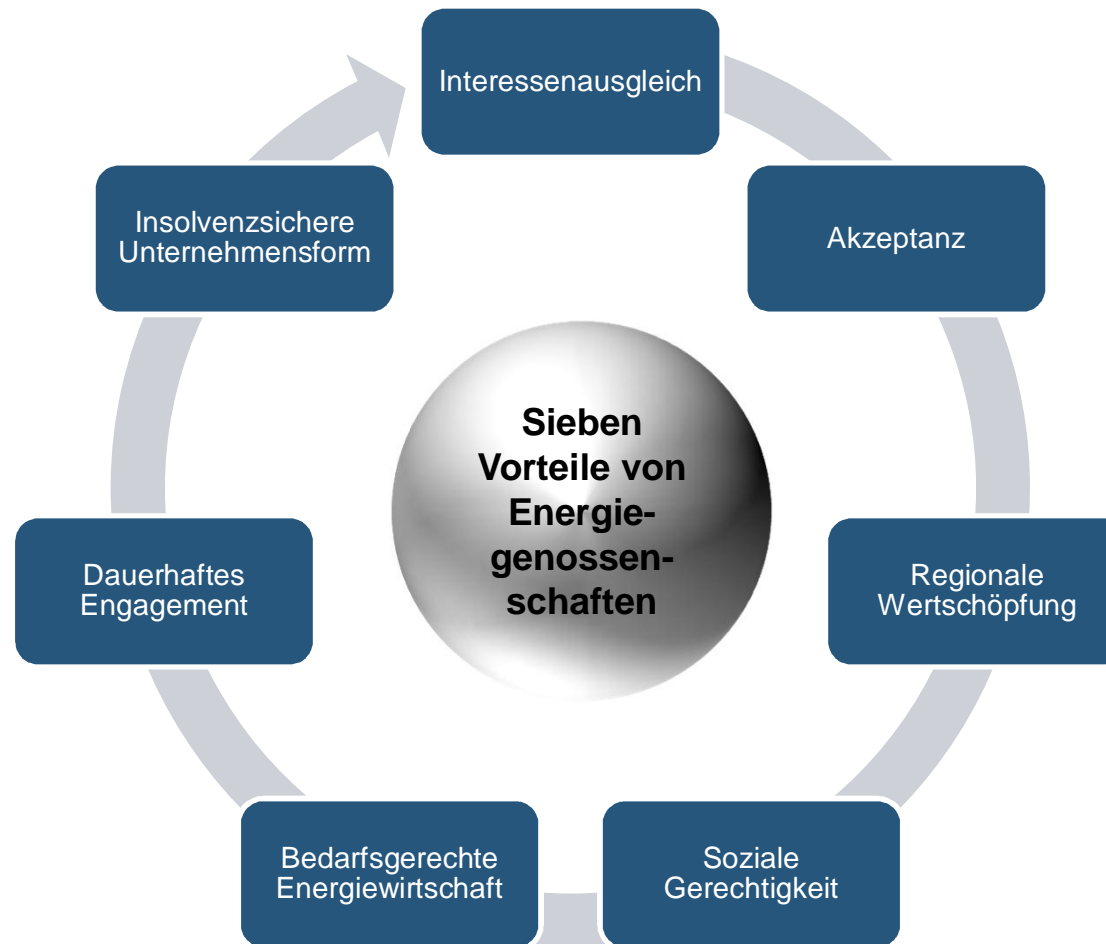 Interessenausgleich
Akzeptanz
Regionale
Wertschöpfung
Soziale
Gerechtigkeit
Bedarfsgerechte
Energiewirtschaft
Dauerhaftes
Engagement
Insolvenzsichere
Unternehmensform
Sieben
Vorteile von
Energie-
genossen-
schaften